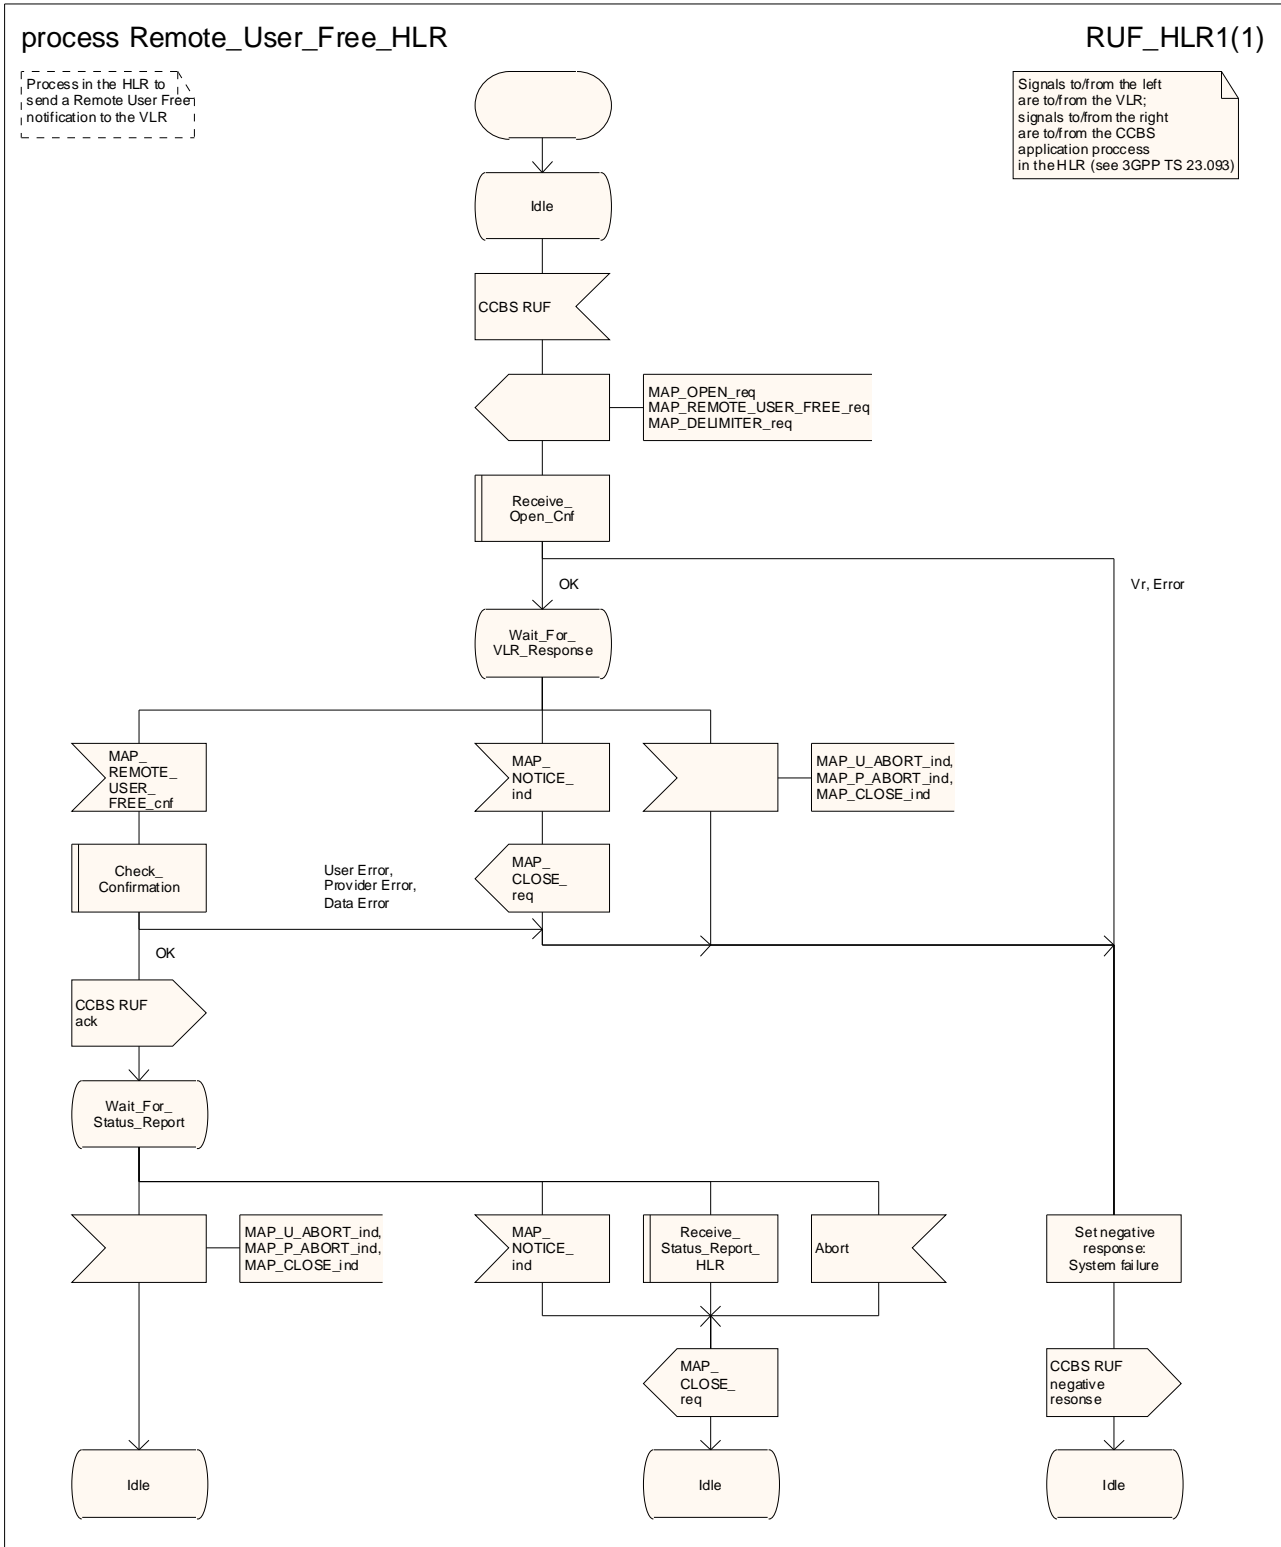 process Remote_User_Free_HLR
RUF_HLR1(1)
Process in the HLR to
send a Remote User Free
notification to the VLR
Signals to/from the left
are to/from the VLR;
signals to/from the right
are to/from the CCBS
application proccess
in the HLR (see 3GPP TS 23.093)
Idle
CCBS RUF
MAP_OPEN_req
MAP_REMOTE_USER_FREE_req
MAP_DELIMITER_req
Receive_
Open_Cnf
OK
Vr, Error
Wait_For_
VLR_Response
MAP_
REMOTE_
USER_
FREE_cnf
MAP_
NOTICE_
ind
MAP_U_ABORT_ind,
MAP_P_ABORT_ind,
MAP_CLOSE_ind
Check_
Confirmation
User Error,
Provider Error,
Data Error
MAP_
CLOSE_
req
OK
CCBS RUF
ack
Wait_For_
Status_Report
MAP_U_ABORT_ind,
MAP_P_ABORT_ind,
MAP_CLOSE_ind
MAP_
NOTICE_
ind
Receive_
Status_Report_
HLR
Abort
Set negative
response:
System failure
MAP_
CLOSE_
req
CCBS RUF
negative
resonse
Idle
Idle
Idle